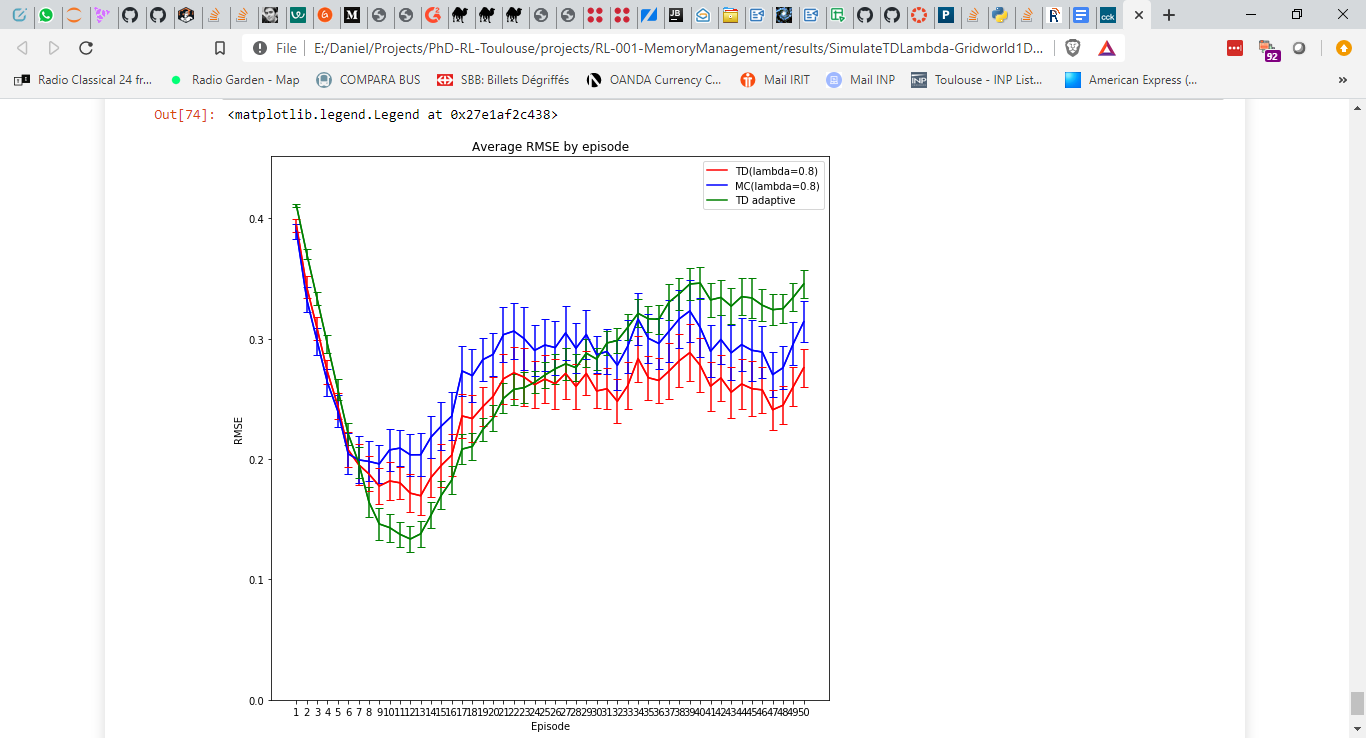 File
E:/Daniel/Projects/PhD-RL-Toulouse/projects/RL-001-MemoryManagement/results/SimulateTDLambda-Gridworld1D...
92
Radio Classical 24 fr...
Radio Garden - Map
COMPARA BUS
SBB: Billets Dégriffés
OANDA Currency C...
Mail IRIT
Mail INP
Toulouse - INP List...
American Express (...
»
Out[74]: <matplotlib.legend.Legend at 0x27e1af2c438>
Average RMSE by episode
TD(lambda=0.8)
MC(lambda=0.8)
TD adaptive
0.4
0.3
0.2
0.1
0.0
RMSE
1 2 3 4 5 6 7 8 9 10 11 12 13 14 15 16 17 18 19 20 21 22 23 24 25 26 27 28 29 30 31 32 33 34 35 36 37 38 39 40 41 42 43 44 45 46 47 48 49 50
Episode